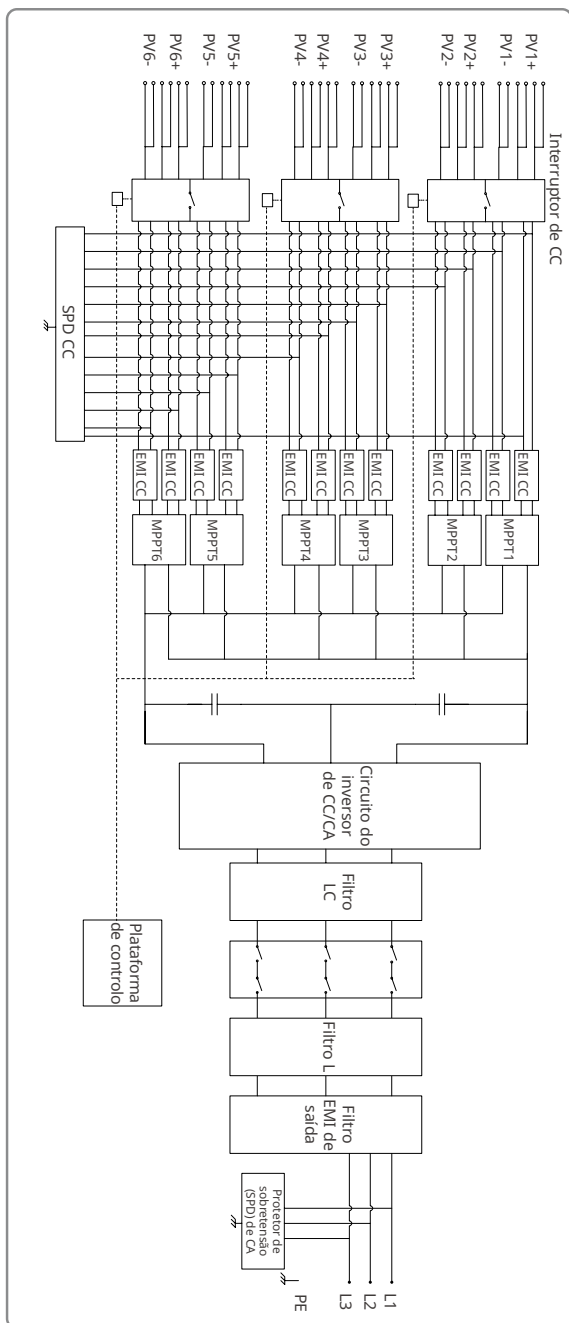 Interruptor de CC
PV1+
PV1-
PV2+
PV2-
PV3+
PV3-
PV4+
PV4-
PV5+
PV5-
PV6+
PV6-
SPD CC
EMI CC
EMI CC
EMI CC
EMI CC
EMI CC
EMI CC
EMI CC
EMI CC
EMI CC
EMI CC
EMI CC
EMI CC
MPPT1
MPPT2
MPPT3
MPPT4
MPPT5
MPPT6
Circuito do
inversor
de CC/CA
Filtro
LC
Plataforma
de controlo
Filtro L
Filtro
EMI de
saída
Protetor de
sobretensão
(SPD) de CA
L1
L2
L3
PE